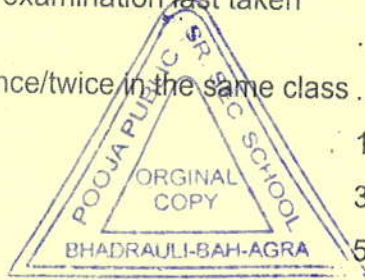 examination last taken
.
nce/twice in the same class .
POOJA PUBLIC SR. SEC SCHOOL
1
ORGINAL
3
COPY
BHADRAULI-BAH-AGRA
5